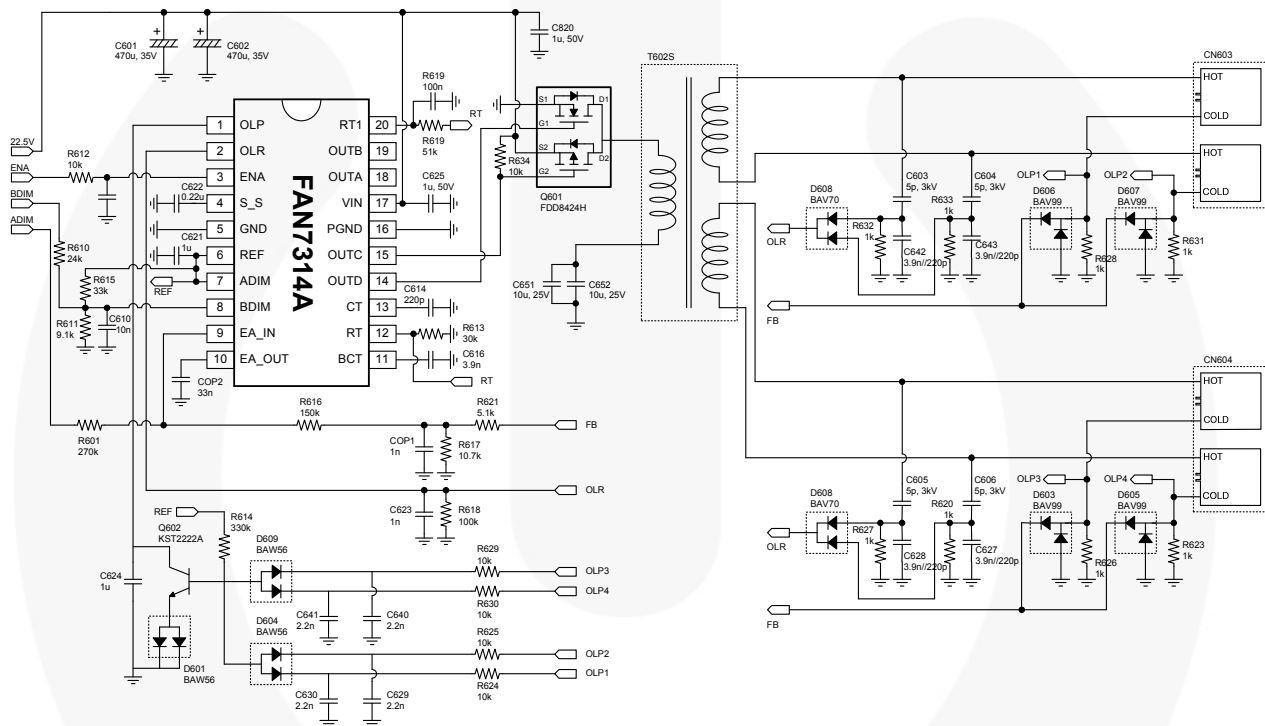 C601
470u, 35V
C602
470u, 35V
C820
1u, 50V
T602S
CN603
22.5V
ENA
BDIM
ADIM
R612
10k
C622
0.22u
C621
1u
R610
24k
R615
33k
REF
R611
9.1k
C610
10n
COP2
33n
FAN7314A
1 OLP
2 OLR
3 ENA
4 S_S
5 GND
6 REF
7 ADIM
8 BDIM
9 EA_IN
10 EA_OUT
RT1 20
OUTB 19
OUTA 18
VIN 17
PGND 16
OUTC 15
OUTD 14
CT 13
RT 12
BCT 11
R619
100n
RT
R619
51k
C625
1u, 50V
R634
10k
S1
D1
G1
S2
D2
G2
Q601
FDD8424H
C614
220p
R613
30k
C616
3.9n
RT
C651
10u, 25V
C652
10u, 25V
HOT
COLD
HOT
COLD
C603
5p, 3kV
C604
5p, 3kV
D608
BAV70
OLR
R632
1k
R633
1k
C642
3.9n//220p
C643
3.9n//220p
OLP1
OLP2
D606
BAV99
D607
BAV99
R628
1k
R631
1k
FB
CN604
HOT
COLD
HOT
COLD
C605
5p, 3kV
C606
5p, 3kV
D608
BAV70
OLR
R627
1k
R620
1k
C628
3.9n//220p
C627
3.9n//220p
OLP3
OLP4
D603
BAV99
D605
BAV99
R626
1k
R623
1k
FB
R601
270k
R616
150k
R621
5.1k
FB
COP1
1n
R617
10.7k
OLR
C623
1n
R618
100k
REF
R614
330k
Q602
KST2222A
C624
1u
D601
BAW56
D609
BAW56
R629
10k
OLP3
OLP4
R630
10k
C641
2.2n
C640
2.2n
D604
BAW56
R625
10k
OLP2
OLP1
R624
10k
C630
2.2n
C629
2.2n